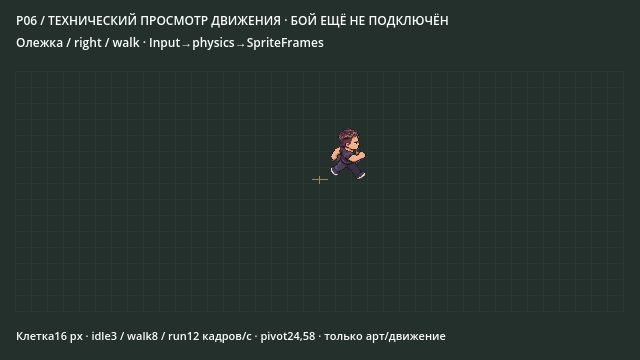 P06 / ТЕХНИЧЕСКИЙ ПРОСМОТР ДВИЖЕНИЯ · БОЙ ЕЩЁ НЕ ПОДКЛЮЧЁН
Олежка / right / walk · Input→physics→SpriteFrames
Клетка16 px · idle3 / walk8 / run12 кадров/с · pivot24,58 · только арт/движение